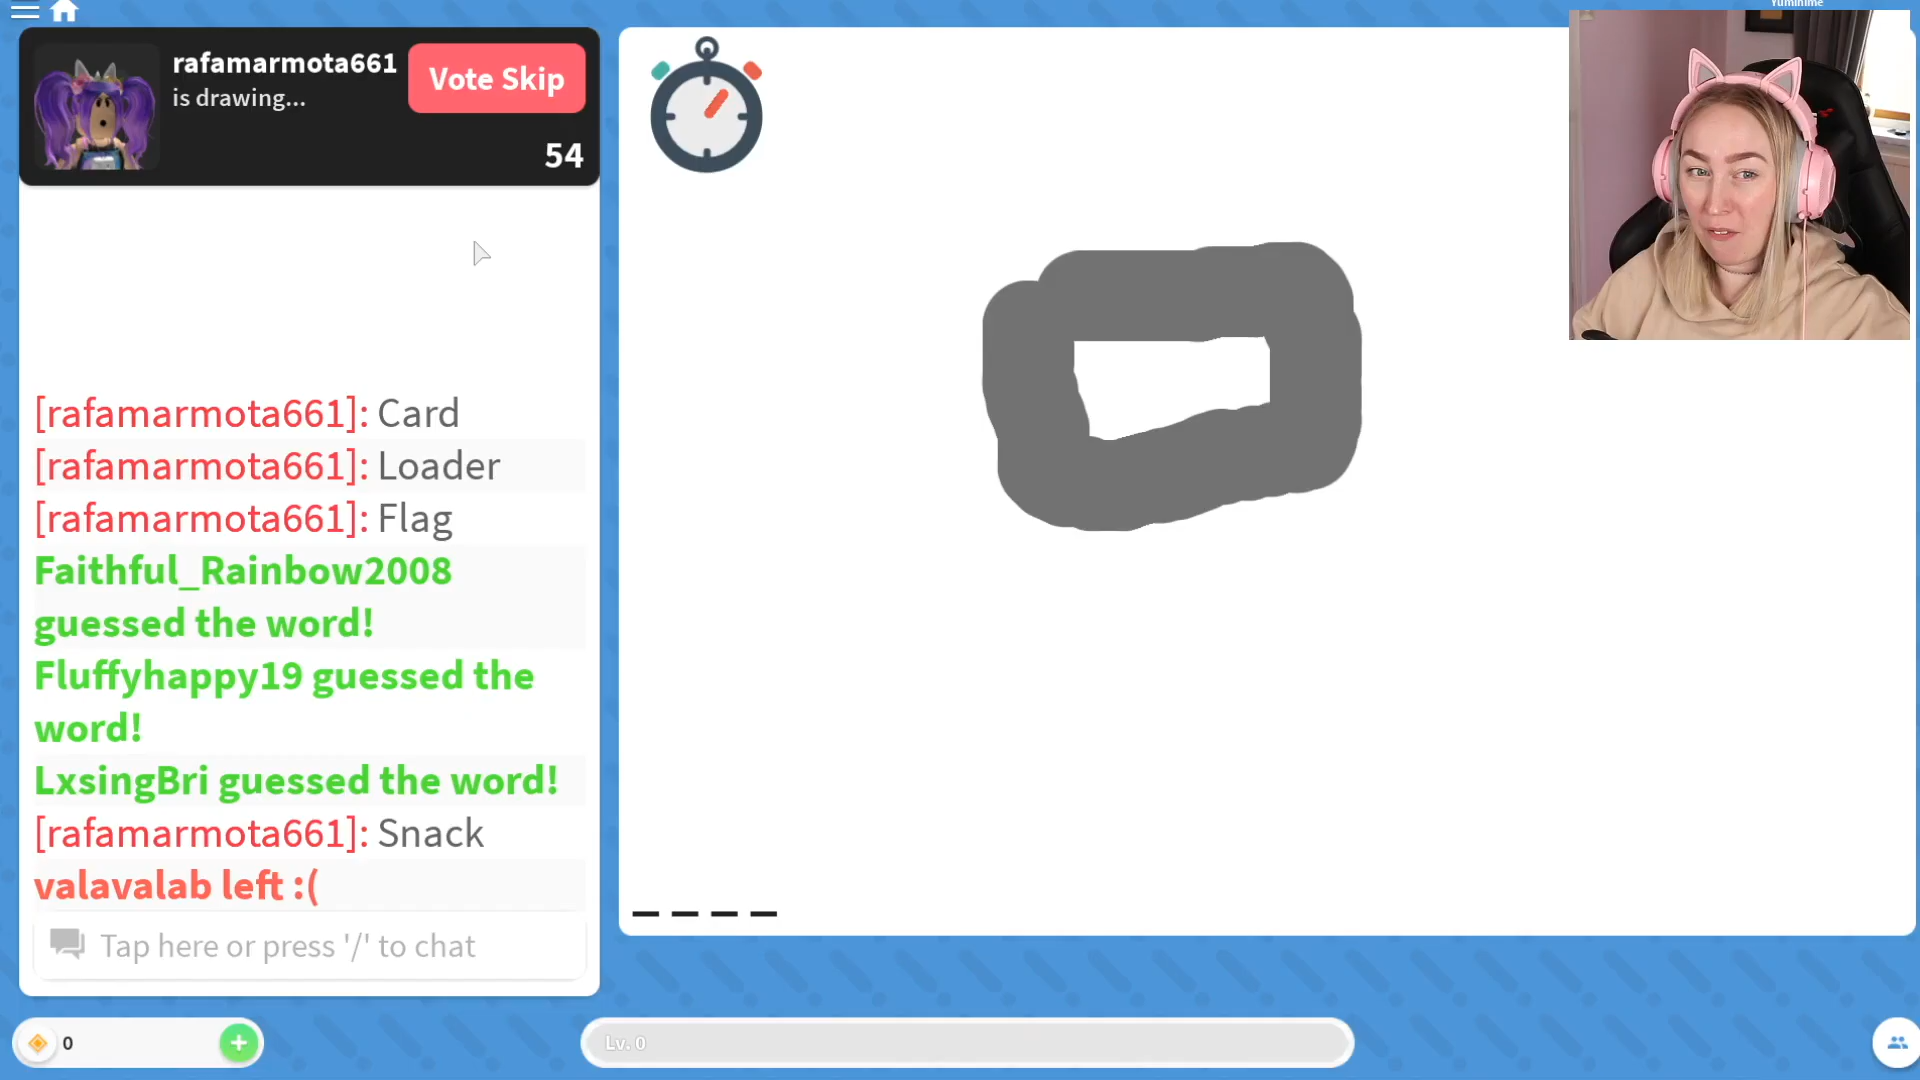 Yuminime
rafamarmota661
is drawing...
Vote Skip
54
[rafamarmota661]: Card
[rafamarmota661]: Loader
[rafamarmota661]: Flag
Faithful_Rainbow2008
guessed the word!
Fluffyhappy19 guessed the
word!
LxsingBri guessed the word!
[rafamarmota661]: Snack
valavalab left :(
Tap here or press '/' to chat
0
Lv. 0